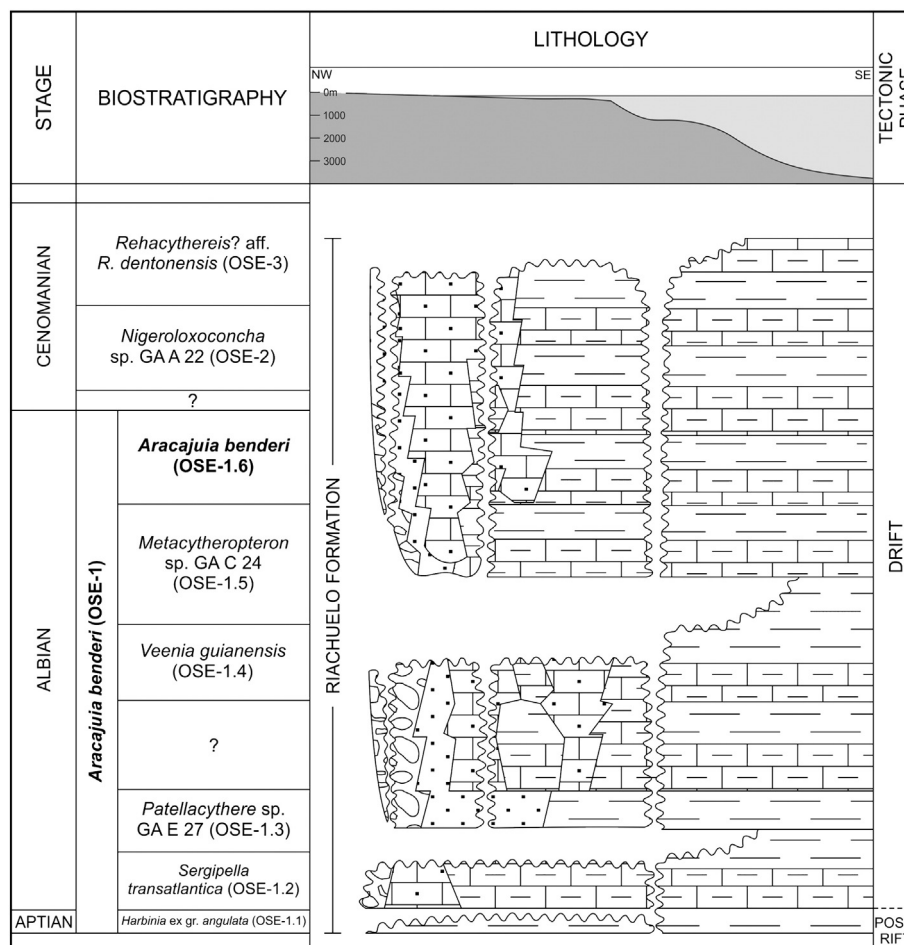 STAGE
BIOSTRATIGRAPHY
LITHOLOGY
NW
SE
0m
1000
2000
3000
TECTONIC
PHASE
CENOMANIAN
Rehacythereis? aff.
R. dentonensis (OSE-3)
Nigeroloxoconcha
sp. GA A 22 (OSE-2)
?
ALBIAN
Aracajuia benderi (OSE-1)
Aracajuia benderi
(OSE-1.6)
Metacytheropteron
sp. GA C 24
(OSE-1.5)
Veenia guianensis
(OSE-1.4)
?
Patellacythere sp.
GA E 27 (OSE-1.3)
Sergipella
transatlantica (OSE-1.2)
APTIAN
Harbinia ex gr. angulata (OSE-1.1)
RIACHUELO FORMATION
DRIFT
POS
RIFT